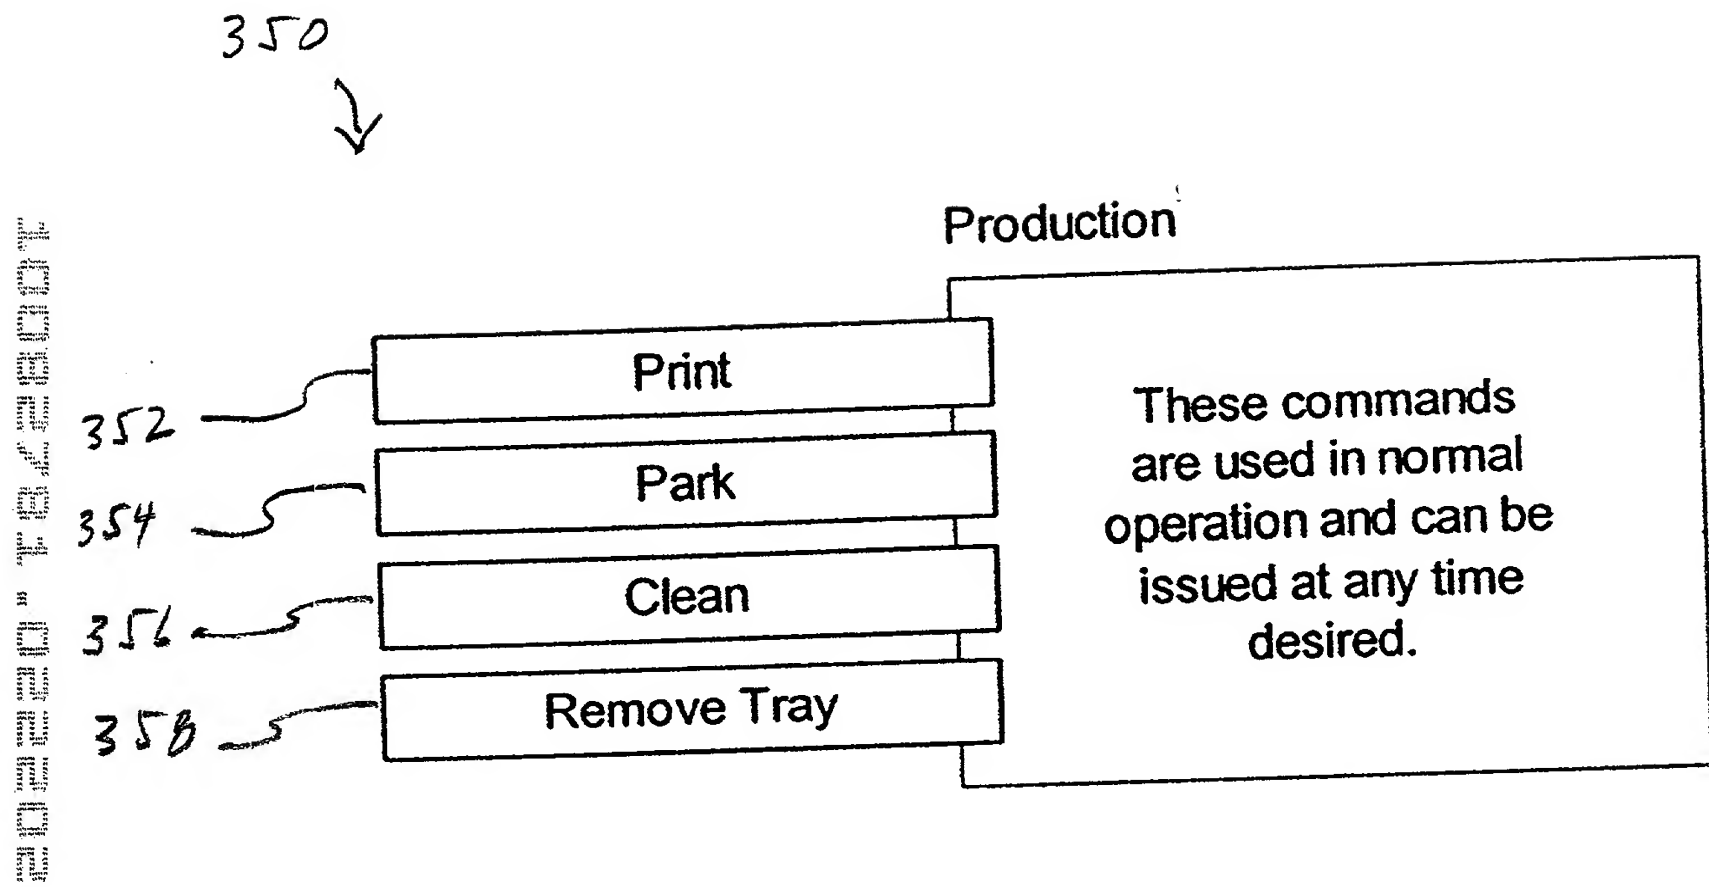 350
Production
352
Print
These commands
are used in normal
operation and can be
issued at any time
desired.
354
Park
356
Clean
358
Remove Tray